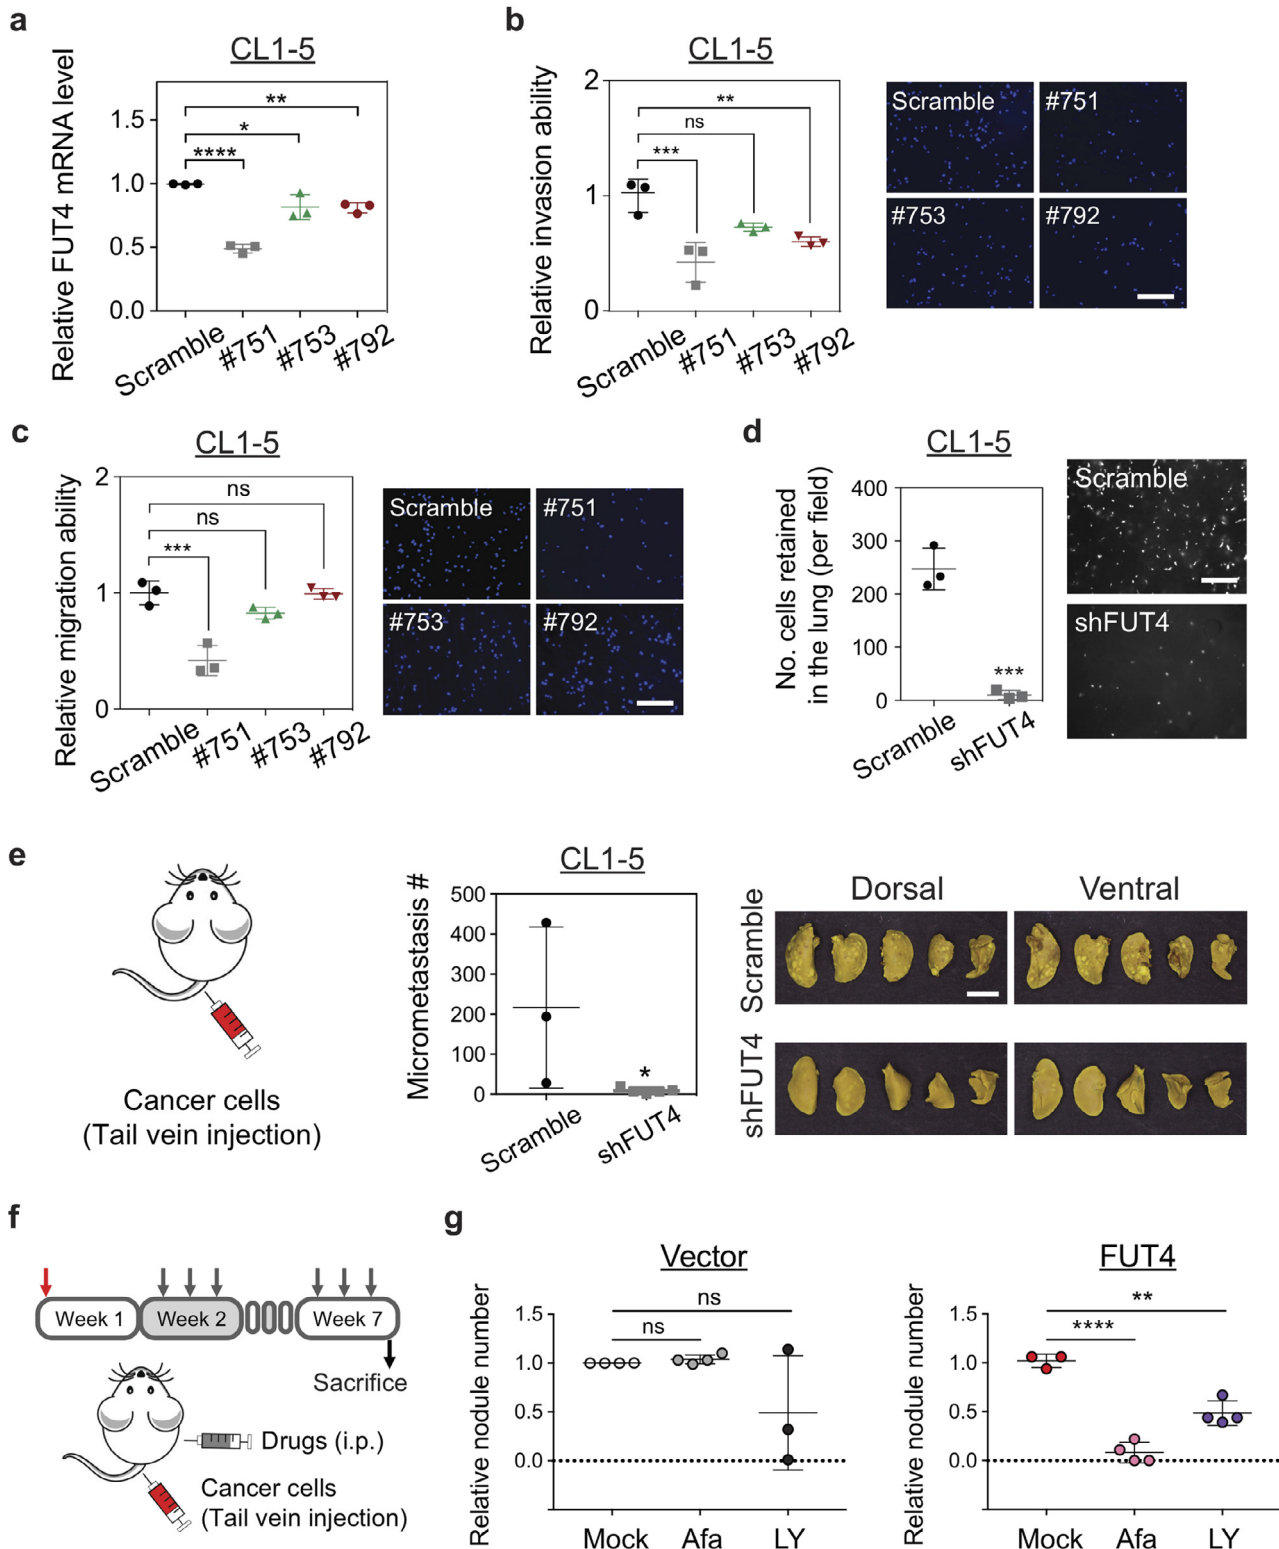 a
CL1-5
Relative FUT4 mRNA level
1.5
1.0
0.5
0.0
**
*
****
Scramble
#751
#753
#792
b
CL1-5
Relative invasion ability
2
1
0
**
ns
***
Scramble
#751
#753
#792
Scramble
#751
#753
#792
c
CL1-5
Relative migration ability
2
1
0
ns
ns
***
Scramble
#751
#753
#792
Scramble
#751
#753
#792
d
CL1-5
No. cells retained
in the lung (per field)
400
300
200
100
0
***
Scramble
shFUT4
Scramble
shFUT4
e
Cancer cells
(Tail vein injection)
CL1-5
Micrometastasis #
500
400
300
200
100
0
*
Scramble
shFUT4
Dorsal
Ventral
Scramble
shFUT4
f
Week 1
Week 2
Week 7
Sacrifice
Drugs (i.p.)
Cancer cells
(Tail vein injection)
g
Vector
Relative nodule number
1.5
1.0
0.5
0.0
ns
ns
Mock
Afa
LY
FUT4
Relative nodule number
1.5
1.0
0.5
0.0
**
****
Mock
Afa
LY